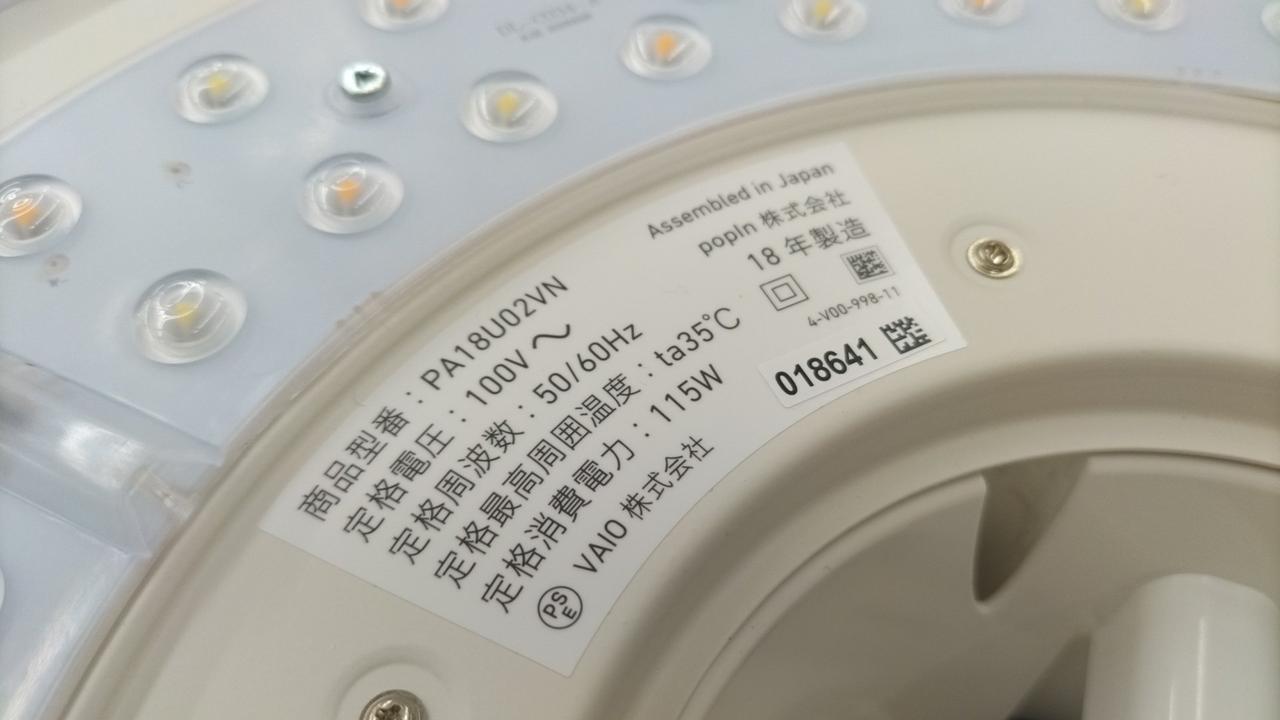 商品型番：PA18U02VN
定格電圧：100V～
定格周波数：50/60Hz
定格最高周囲温度：ta35℃
定格消費電力：115W
PSE VAIO 株式会社
Assembled in Japan
popIn 株式会社
18 年製造
4-V00-998-11
018641